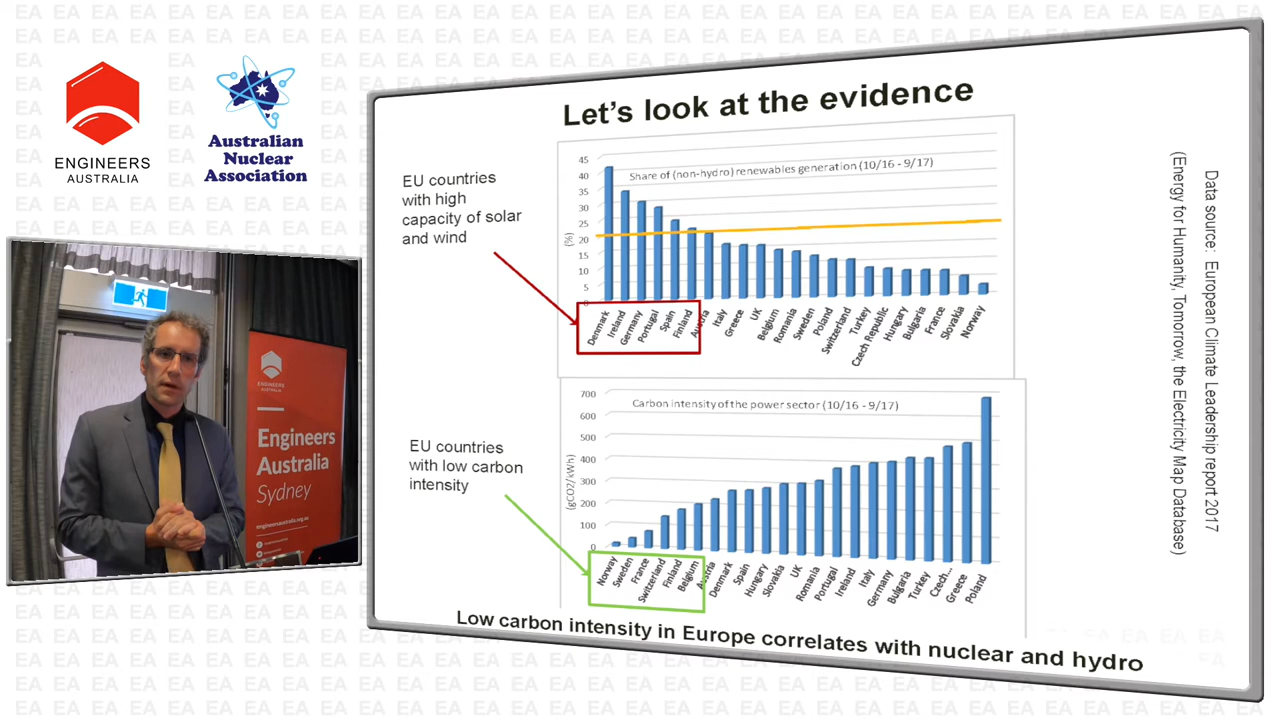 ENGINEERS
AUSTRALIA
Australian
Nuclear
Association
Let's look at the evidence
EU countries
with high
capacity of solar
and wind
Share of (non-hydro) renewables generation (10/16 - 9/17)
(%)
45
40
35
30
25
20
15
10
5
0
Denmark
Ireland
Germany
Portugal
Spain
Finland
Austria
Italy
Greece
UK
Belgium
Romania
Sweden
Poland
Switzerland
Turkey
Czech Republic
Hungary
Bulgaria
France
Slovakia
Norway
EU countries
with low carbon
intensity
Carbon intensity of the power sector (10/16 - 9/17)
(gCO2/kWh)
700
600
500
400
300
200
100
0
Norway
Sweden
France
Switzerland
Finland
Belgium
Austria
Denmark
Spain
Hungary
Slovakia
UK
Romania
Portugal
Ireland
Italy
Germany
Bulgaria
Turkey
Czech...
Greece
Poland
Low carbon intensity in Europe correlates with nuclear and hydro
Data source: European Climate Leadership report 2017
(Energy for Humanity, Tomorrow, the Electricity Map Database)
ENGINEERS
AUSTRALIA
Engineers
Australia
Sydney
engineersaustralia.org.au